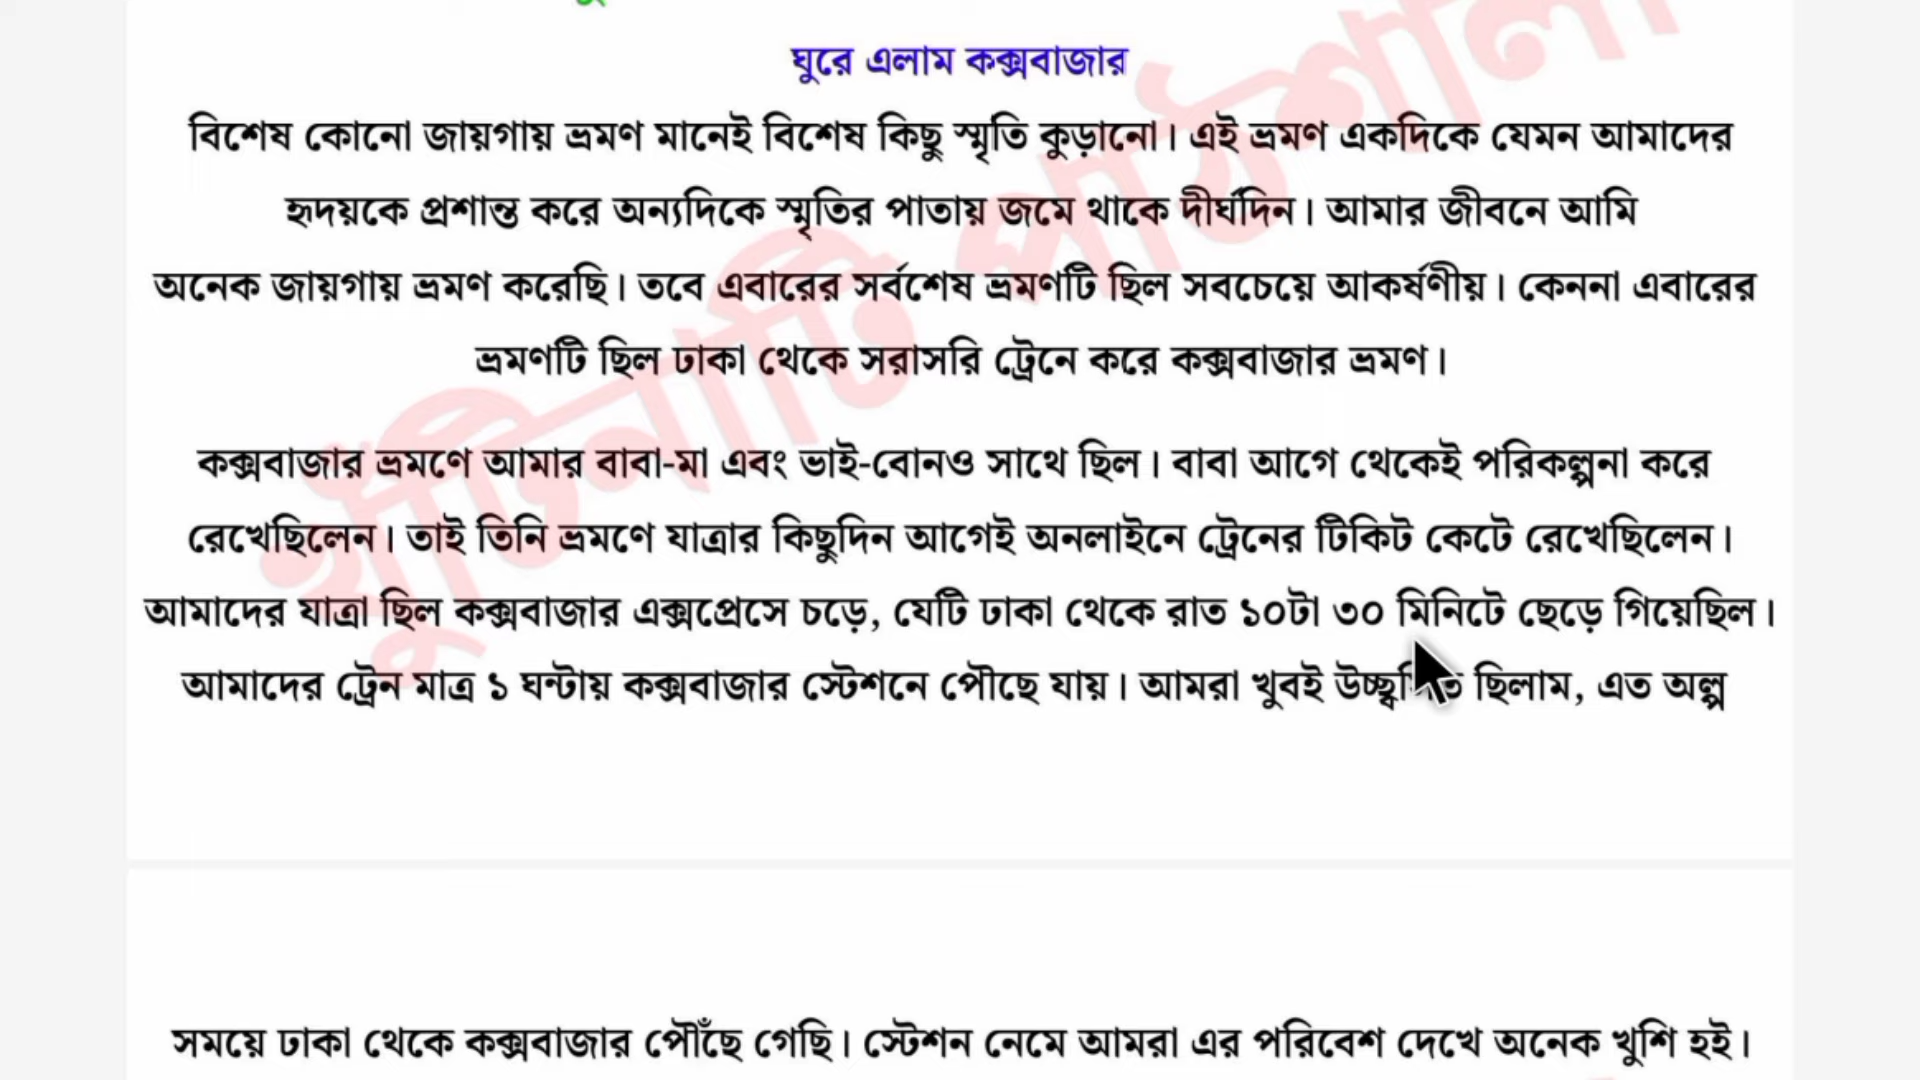 ঘুরে এলাম কক্সবাজার
বিশেষ কোনো জায়গায় ভ্রমণ মানেই বিশেষ কিছু স্মৃতি কুড়ানো। এই ভ্রমণ একদিকে যেমন আমাদের
হৃদয়কে প্রশান্ত করে অন্যদিকে স্মৃতির পাতায় জমে থাকে দীর্ঘদিন। আমার জীবনে আমি
অনেক জায়গায় ভ্রমণ করেছি। তবে এবারের সর্বশেষ ভ্রমণটি ছিল সবচেয়ে আকর্ষণীয়। কেননা এবারের
ভ্রমণটি ছিল ঢাকা থেকে সরাসরি ট্রেনে করে কক্সবাজার ভ্রমণ।
কক্সবাজার ভ্রমণে আমার বাবা-মা এবং ভাই-বোনও সাথে ছিল। বাবা আগে থেকেই পরিকল্পনা করে
রেখেছিলেন। তাই তিনি ভ্রমণে যাত্রার কিছুদিন আগেই অনলাইনে ট্রেনের টিকিট কেটে রেখেছিলেন।
আমাদের যাত্রা ছিল কক্সবাজার এক্সপ্রেসে চড়ে, যেটি ঢাকা থেকে রাত ১০টা ৩০ মিনিটে ছেড়ে গিয়েছিল।
আমাদের ট্রেন মাত্র ১ ঘন্টায় কক্সবাজার স্টেশনে পৌছে যায়। আমরা খুবই ছিলাম, এত অল্প
সময়ে ঢাকা থেকে কক্সবাজার পৌঁছে গেছি। স্টেশন নেমে আমরা এর পরিবেশ দেখে অনেক খুশি হই।
খুঁটিনাটি পাঠশালা